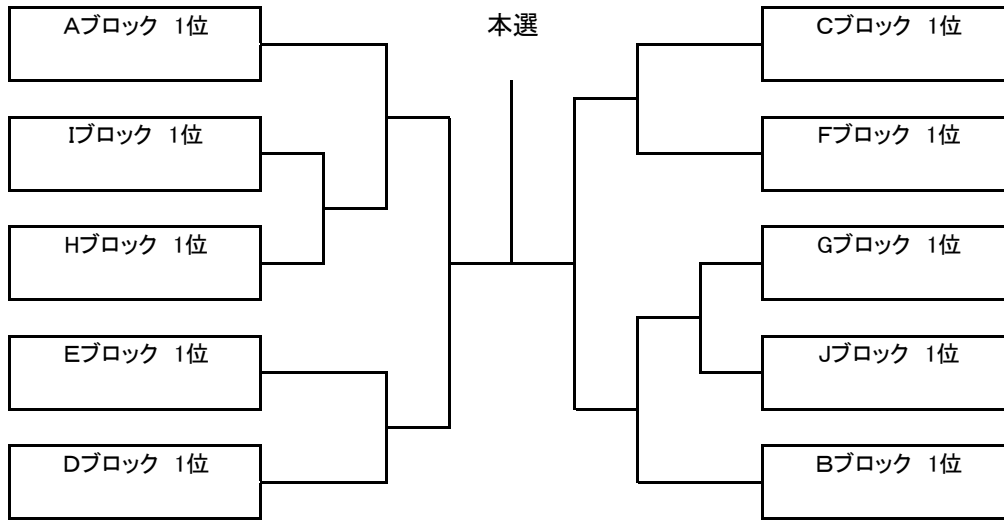 本選
Aブロック 1位
Iブロック 1位
Hブロック 1位
Eブロック 1位
Dブロック 1位
Cブロック 1位
Fブロック 1位
Gブロック 1位
Jブロック 1位
Bブロック 1位